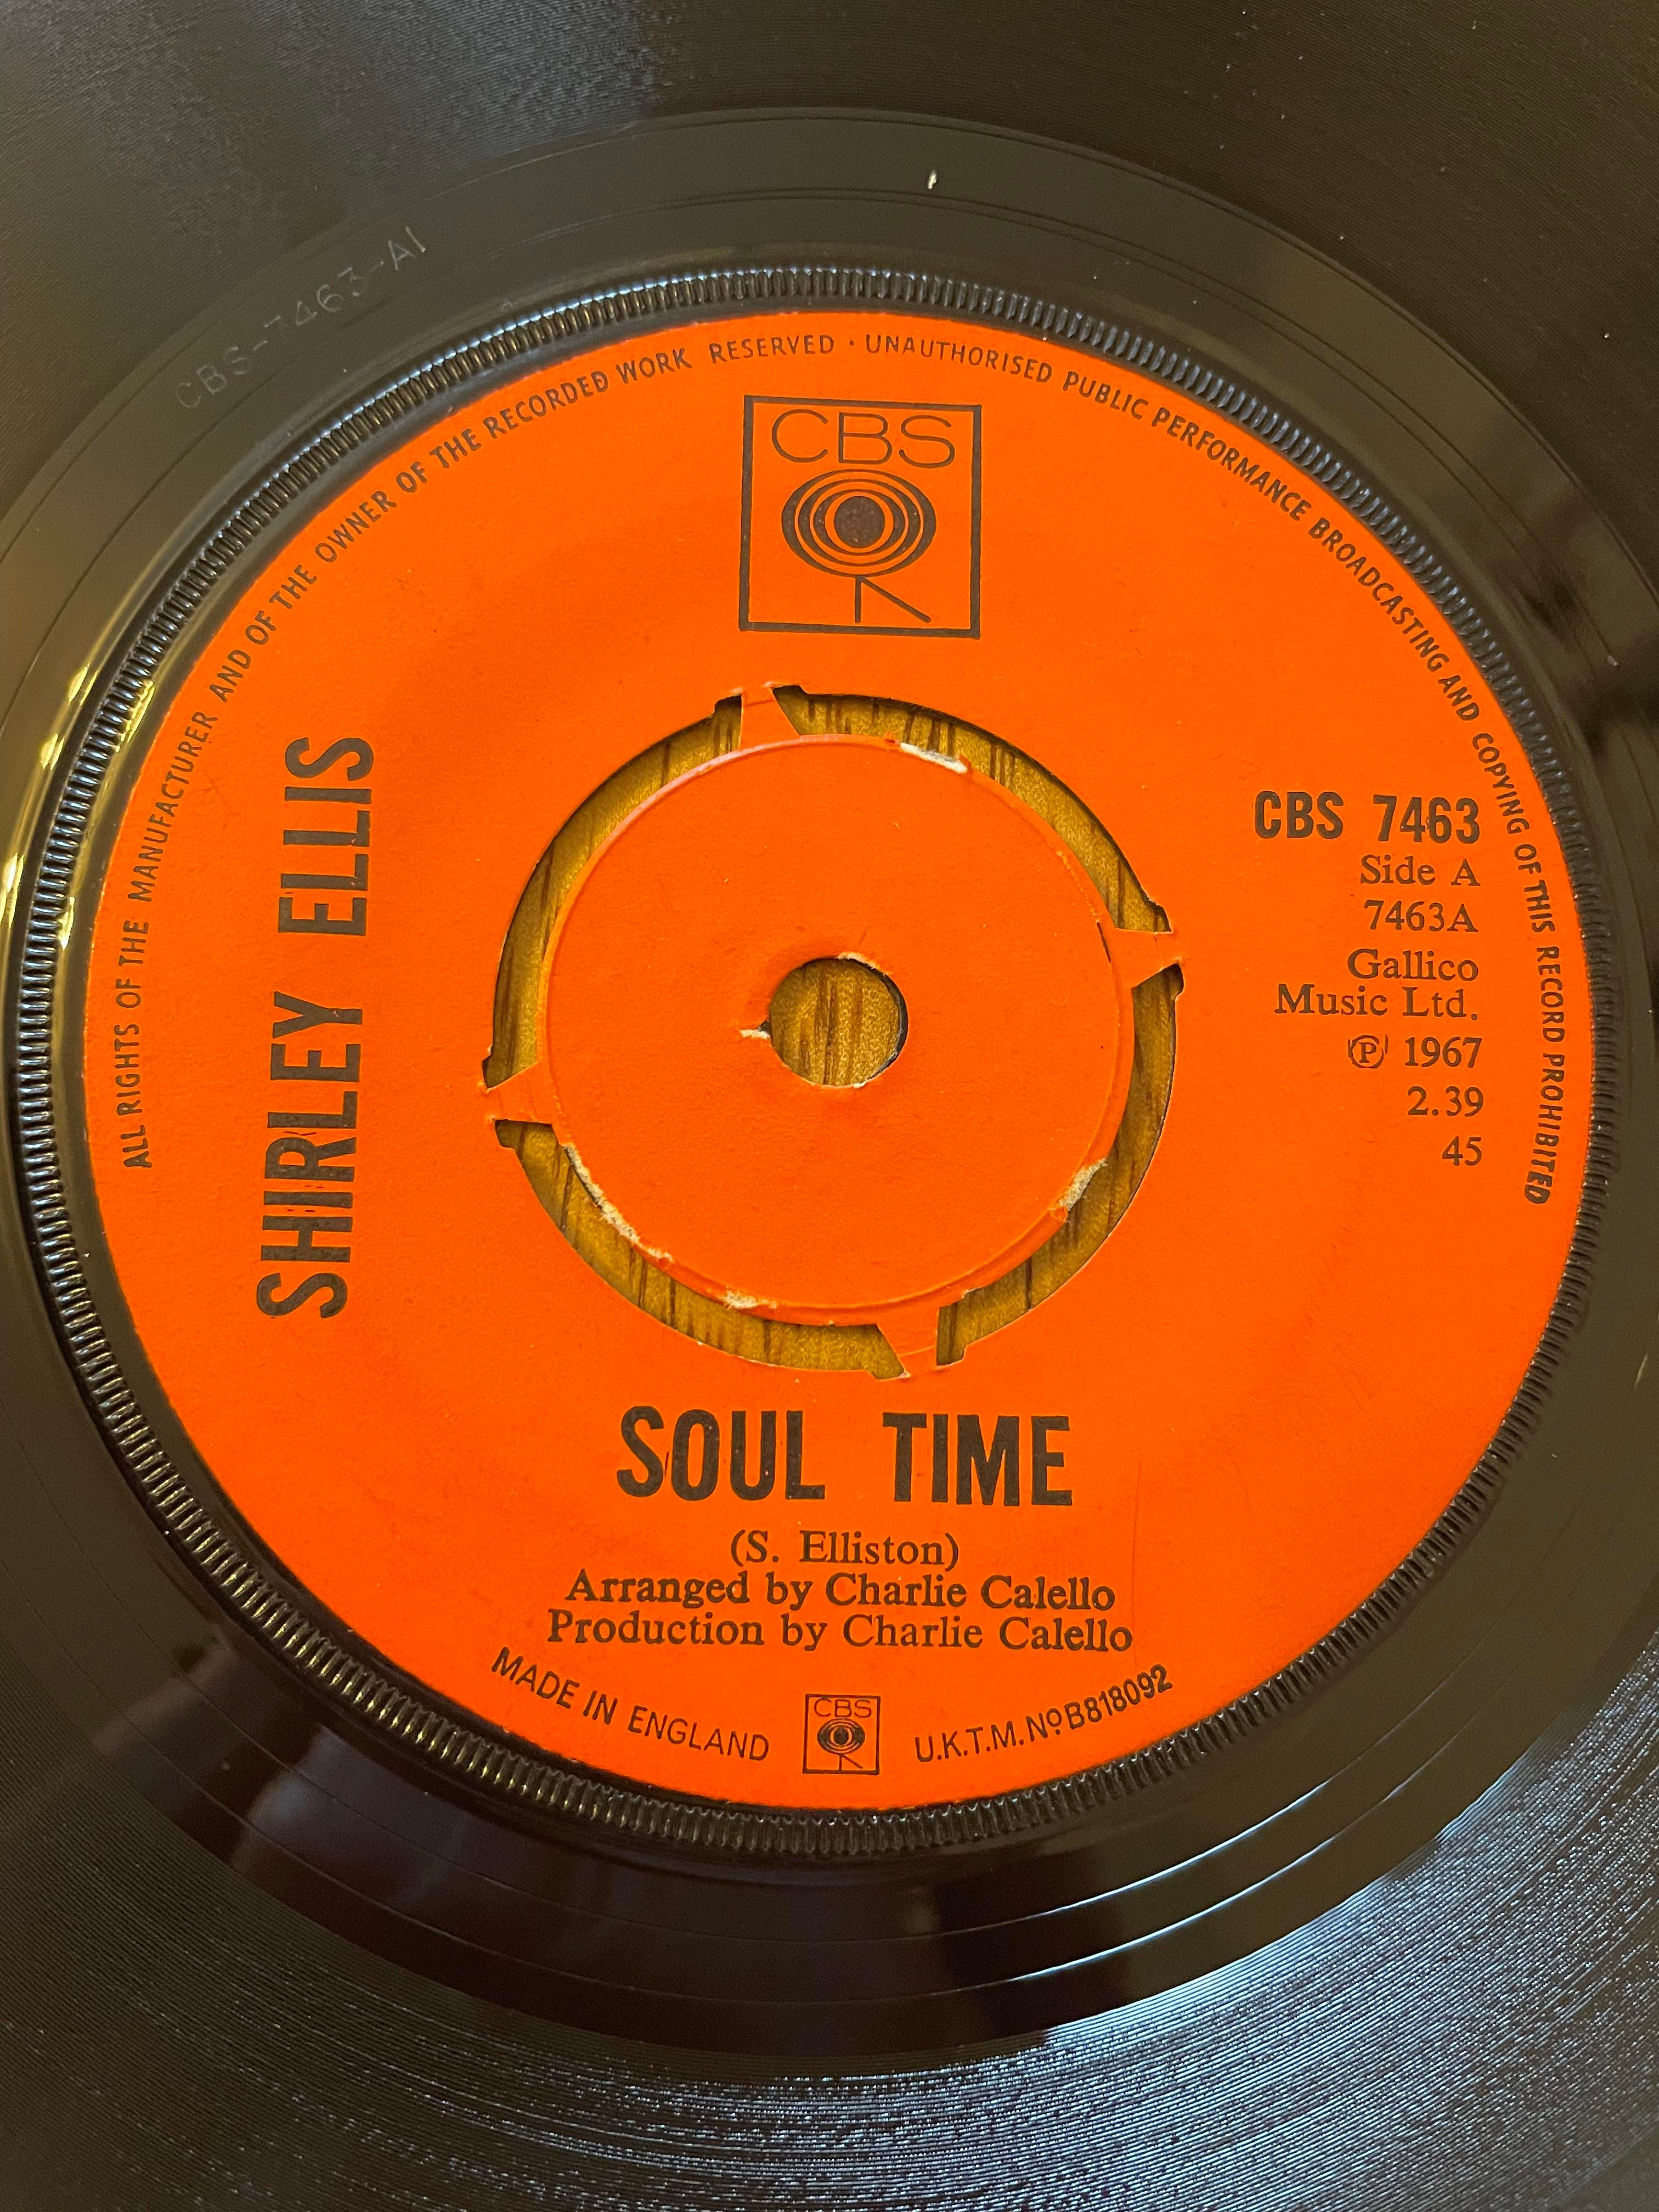 CBS-7463-A1
ALL RIGHTS OF THE MANUFACTURER AND OF THE OWNER OF THE RECORDED WORK RESERVED · UNAUTHORISED PUBLIC PERFORMANCE BROADCASTING AND COPYING OF THIS RECORD PROHIBITED
CBS
SHIRLEY ELLIS
CBS 7463
Side A
7463A
Gallico
Music Ltd.
℗ 1967
2.39
45
SOUL TIME
(S. Elliston)
Arranged by Charlie Calello
Production by Charlie Calello
MADE IN ENGLAND
CBS
U.K.T.M. Nº B818092